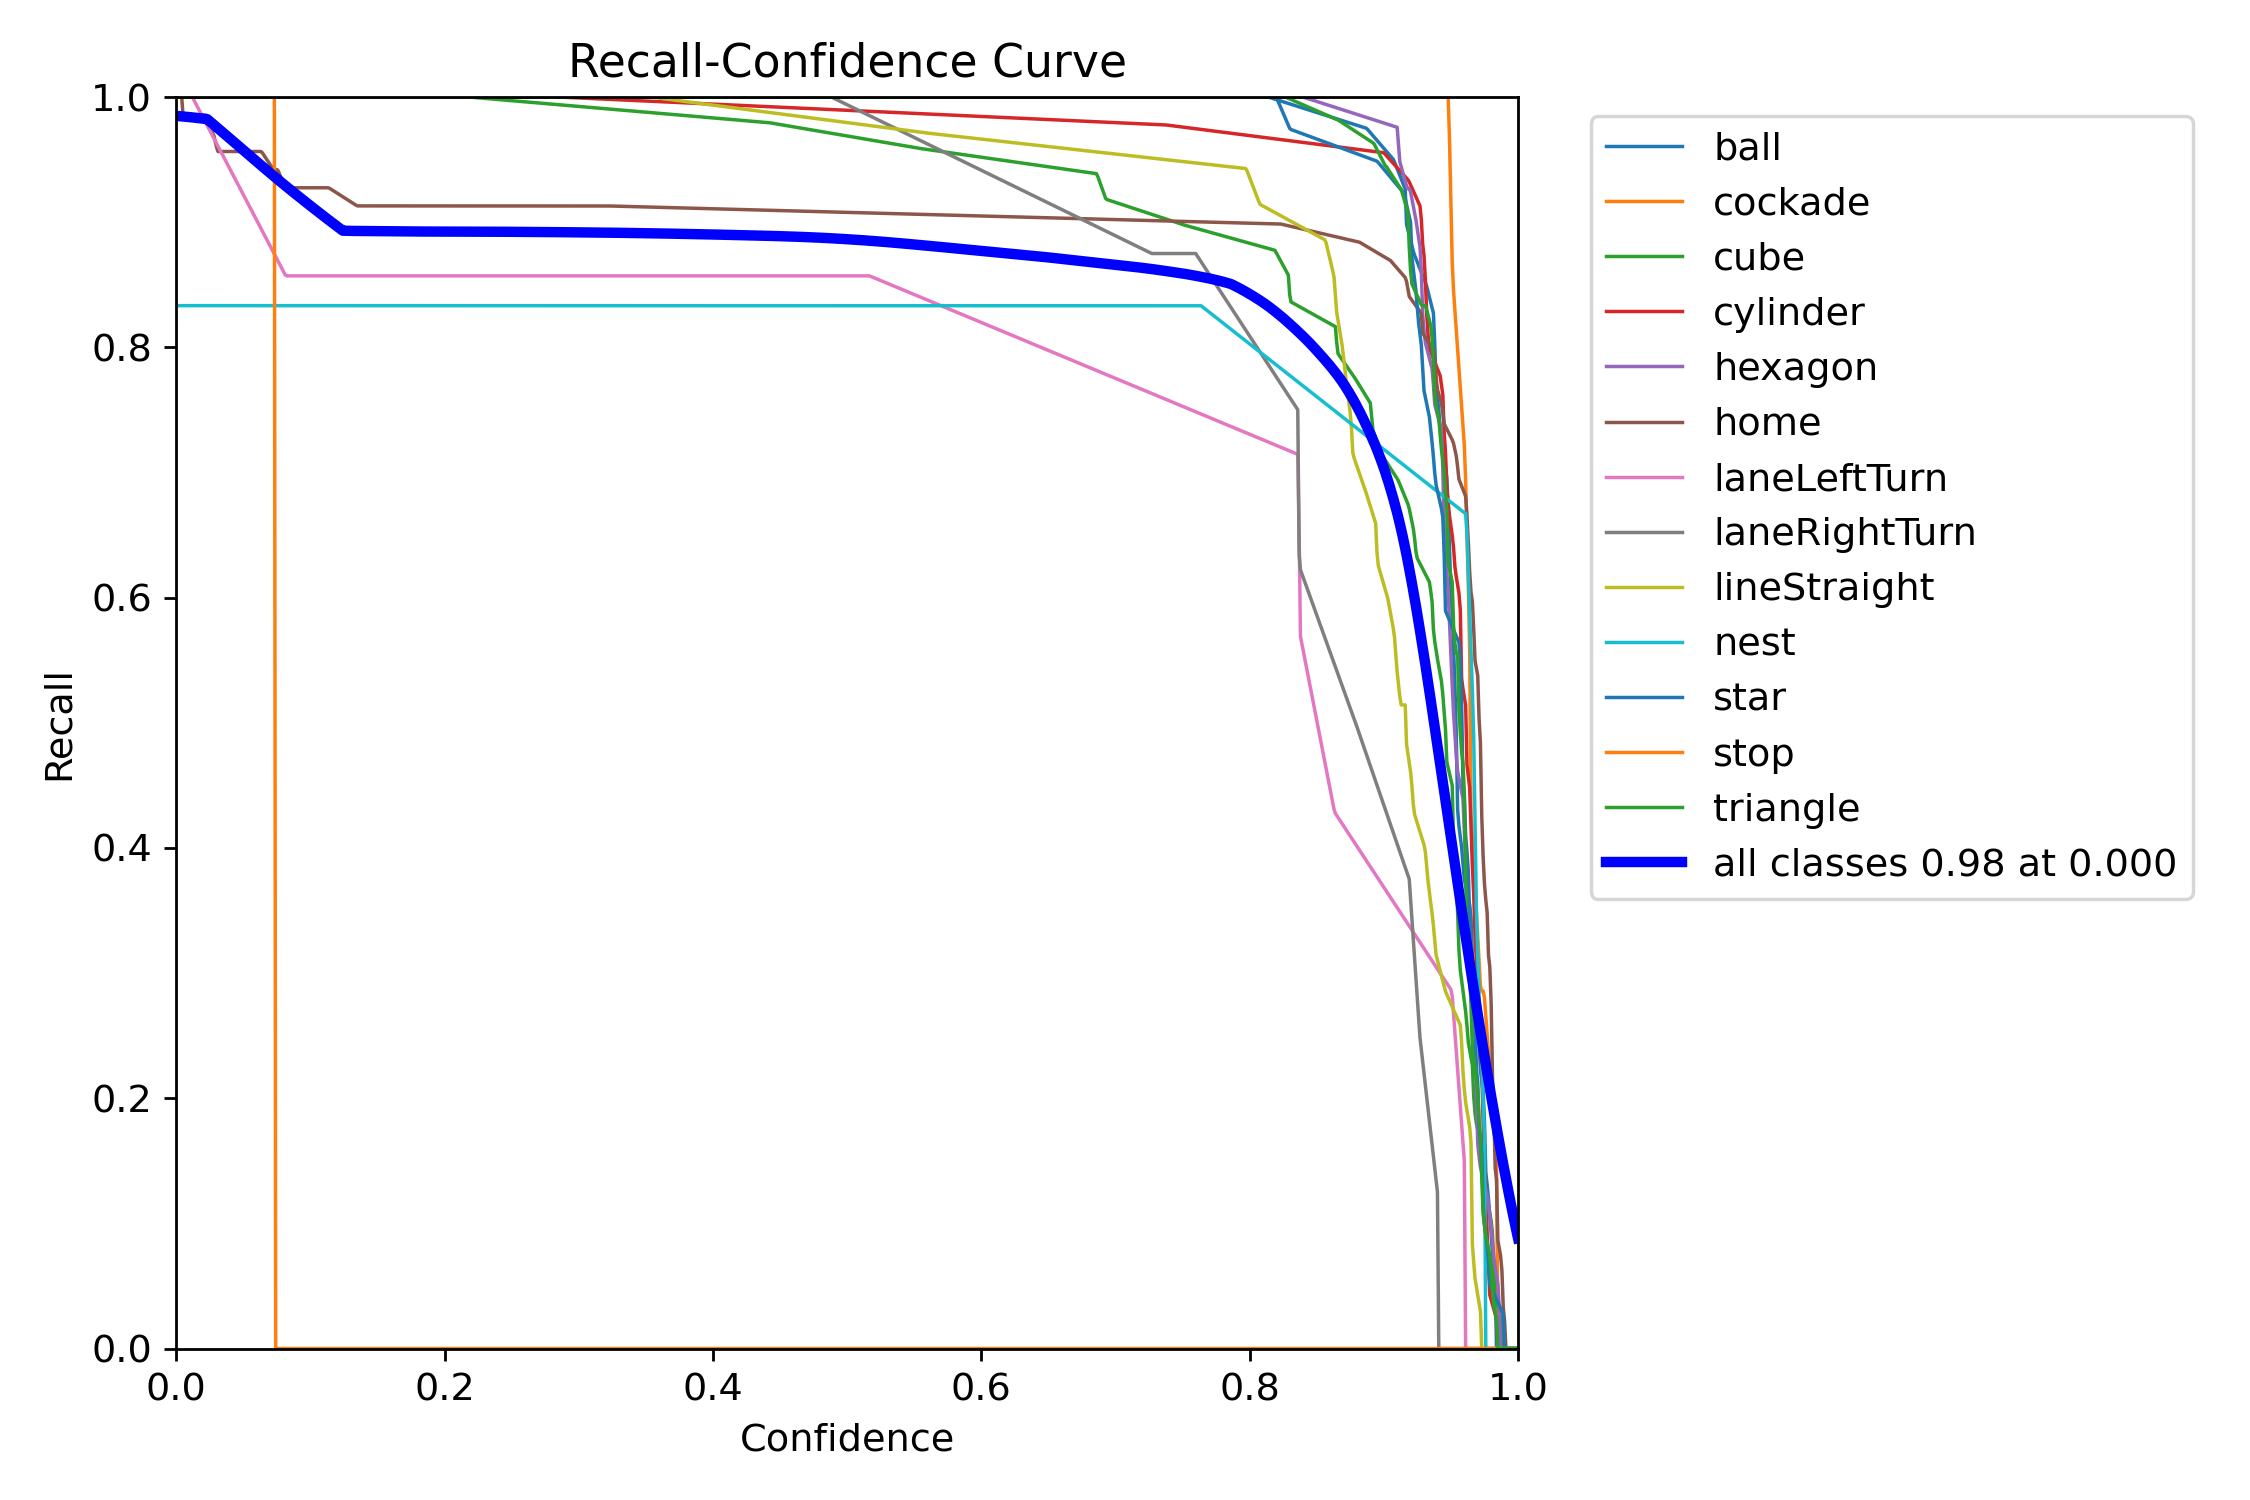 Recall-Confidence Curve
1.0
0.8
0.6
0.4
0.2
0.0
Recall
0.0 0.2 0.4 0.6 0.8 1.0
Confidence
ball
cockade
cube
cylinder
hexagon
home
laneLeftTurn
laneRightTurn
lineStraight
nest
star
stop
triangle
all classes 0.98 at 0.000